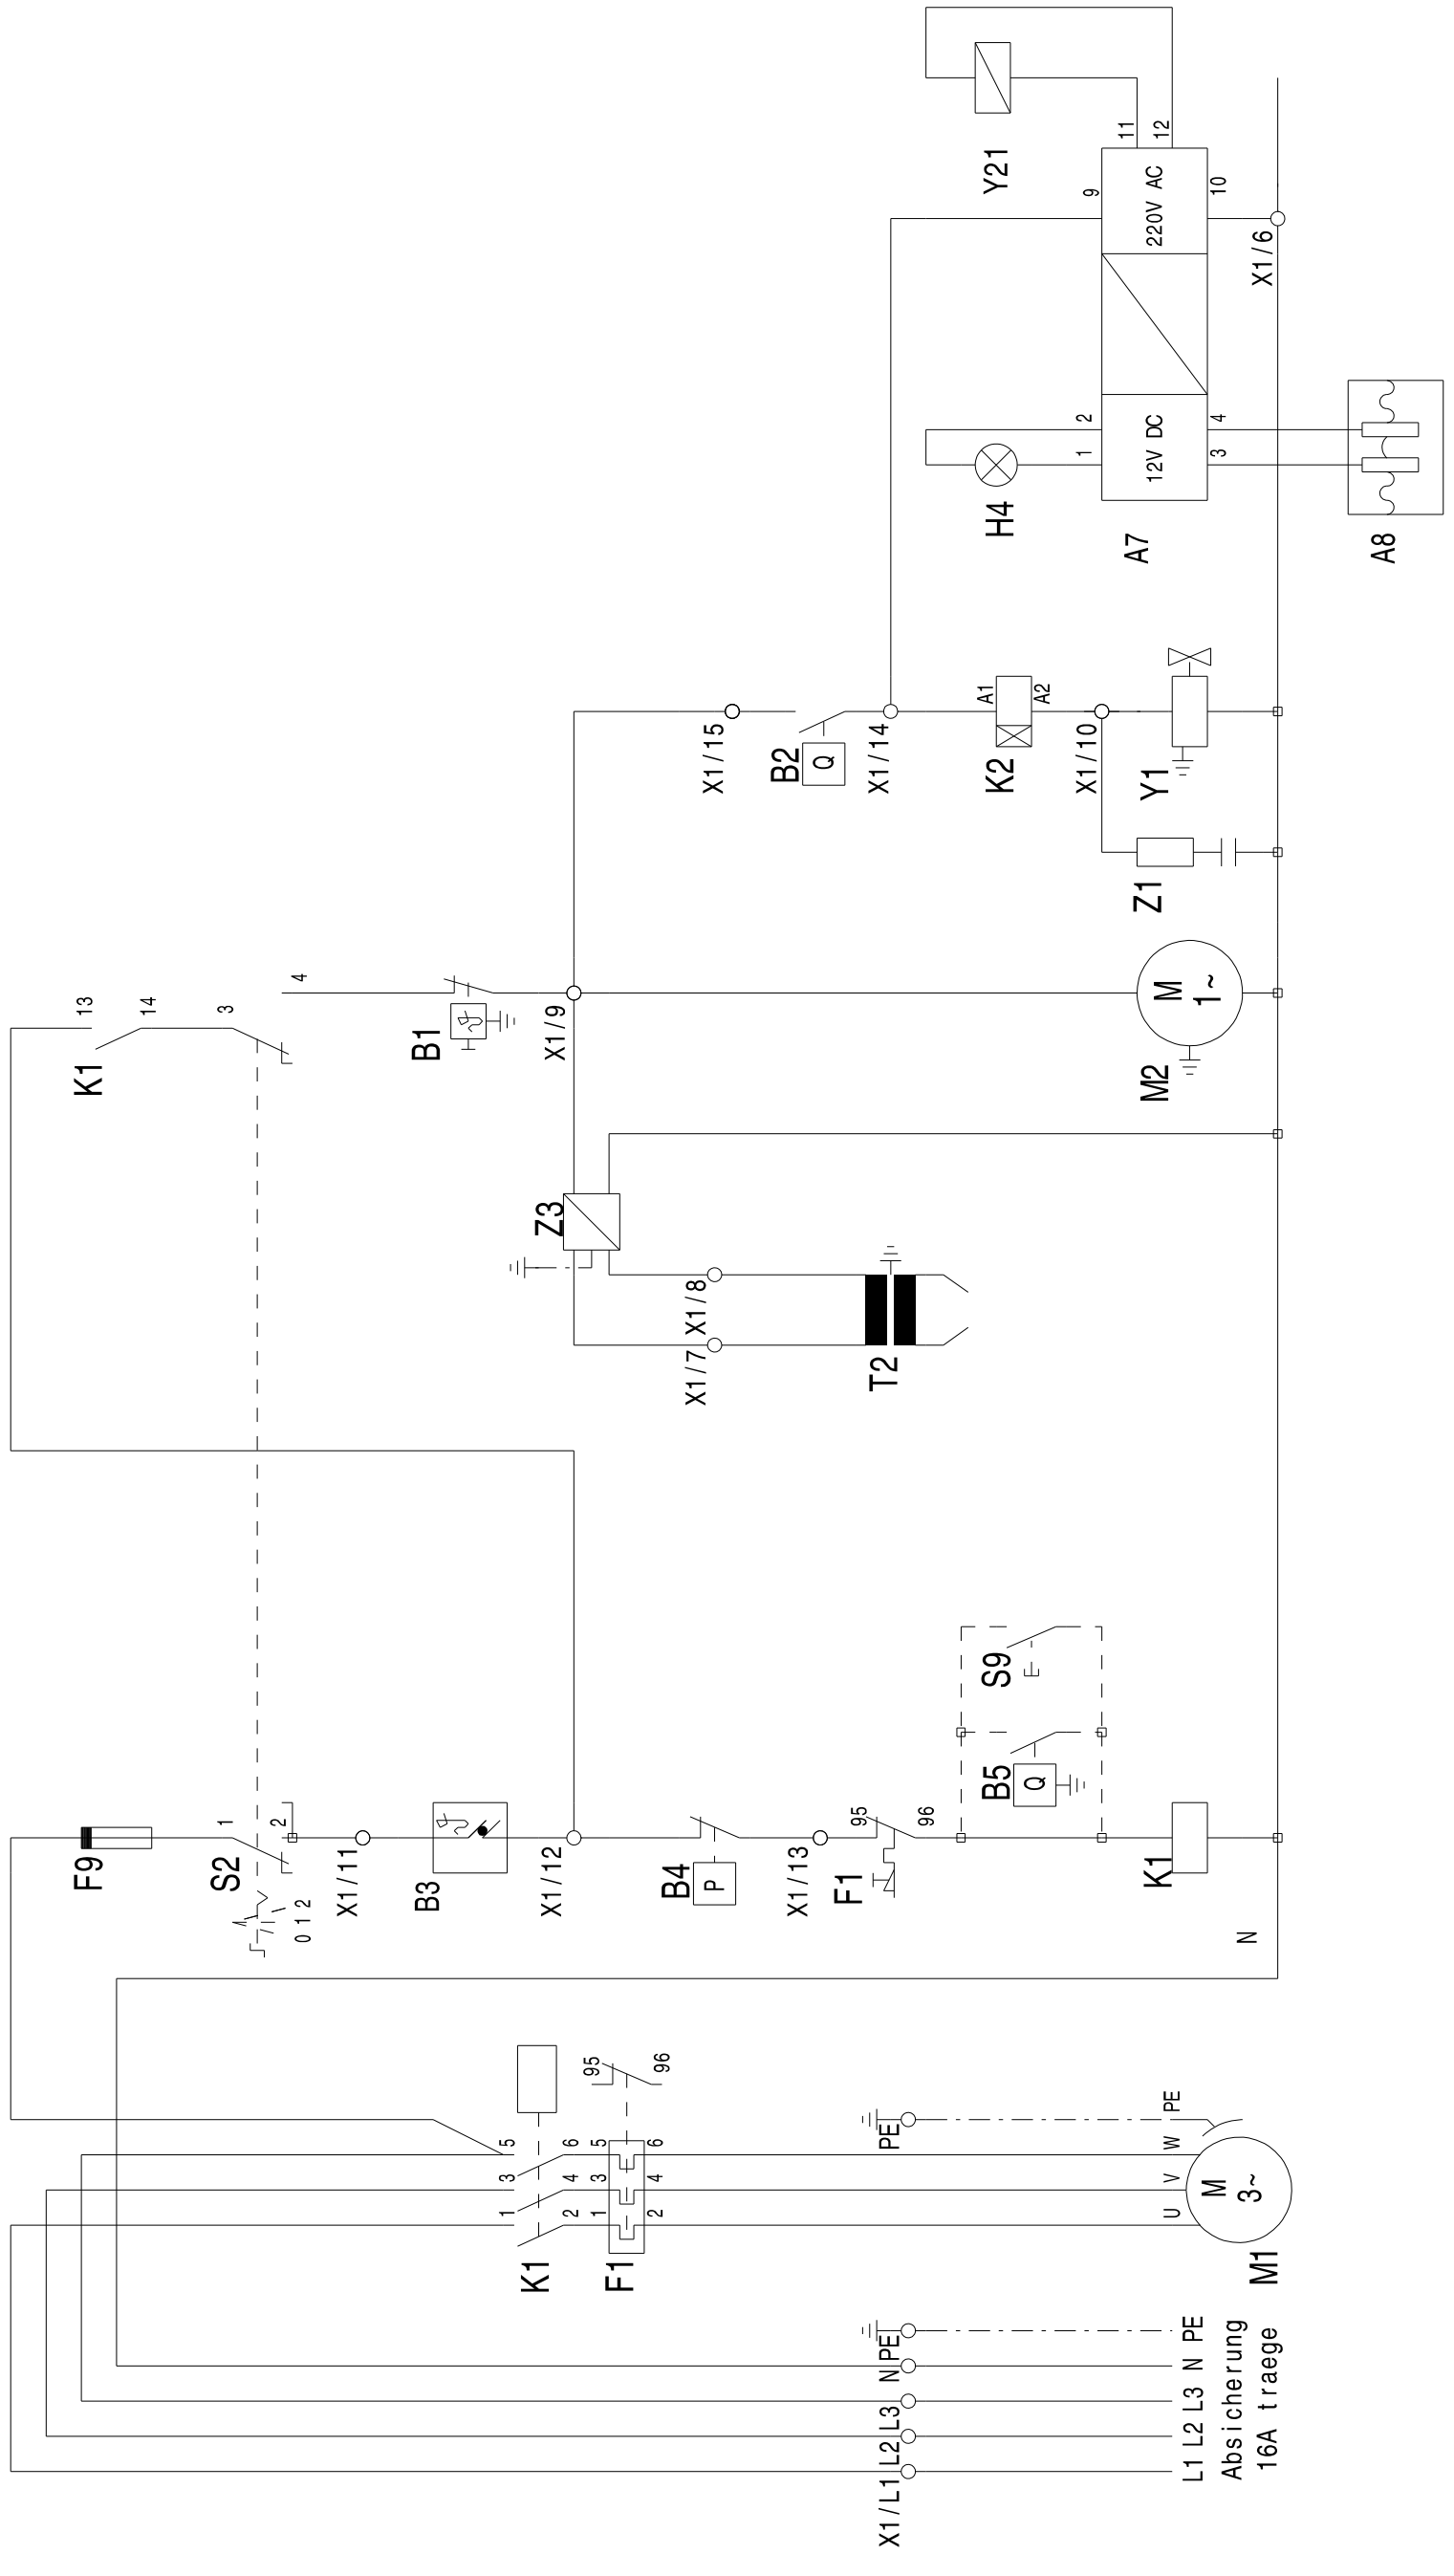 X1/L1 L2 L3 N PE
L1 L2 L3 N PE
Absicherung
16A traege
K1
1 3 5
2 4 6
F1
1 3 5
2 4 6
95
96
PE
U V W PE
M
3~
M1
N
F9
S2
1
2
0 1 2
X1/11
B3
X1/12
B4
P
X1/13
F1
95
96
B5
Q
S9
K1
K1
13
14
3
4
B1
X1/9
Z3
X1/7 X1/8
T2
M2
M
1~
X1/15
B2
Q
X1/14
K2
A1
A2
X1/10
Z1
Y1
H4
A7
1 2
12V DC
3 4
A8
9
220V AC
10
11
12
Y21
X1/6